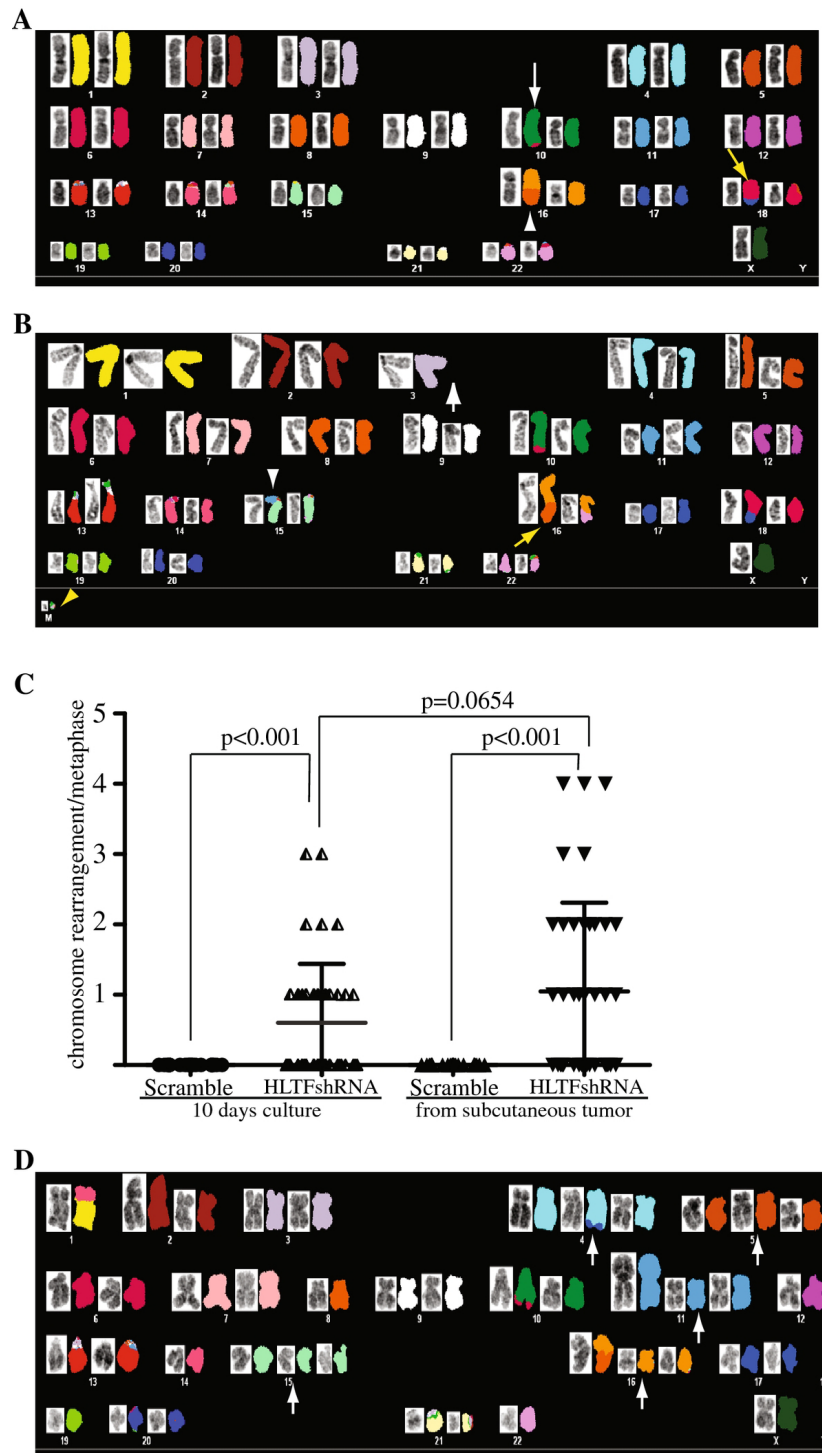 A
1 2 3 4 5
6 7 8 9 10 11 12
13 14 15 16 17 18
19 20 21 22 X Y
B
1 2 3 4 5
6 7 8 9 10 11 12
13 14 15 16 17 18
19 20 21 22 X Y
M
C
chromosome rearrangement/metaphase
5
4
3
2
1
p=0.0654
p<0.001
p<0.001
Scramble HLTFshRNA Scramble HLTFshRNA
10 days culture from subcutaneous tumor
D
1 2 3 4 5
6 7 8 9 10 11 12
13 14 15 16 17
19 20 21 22 X